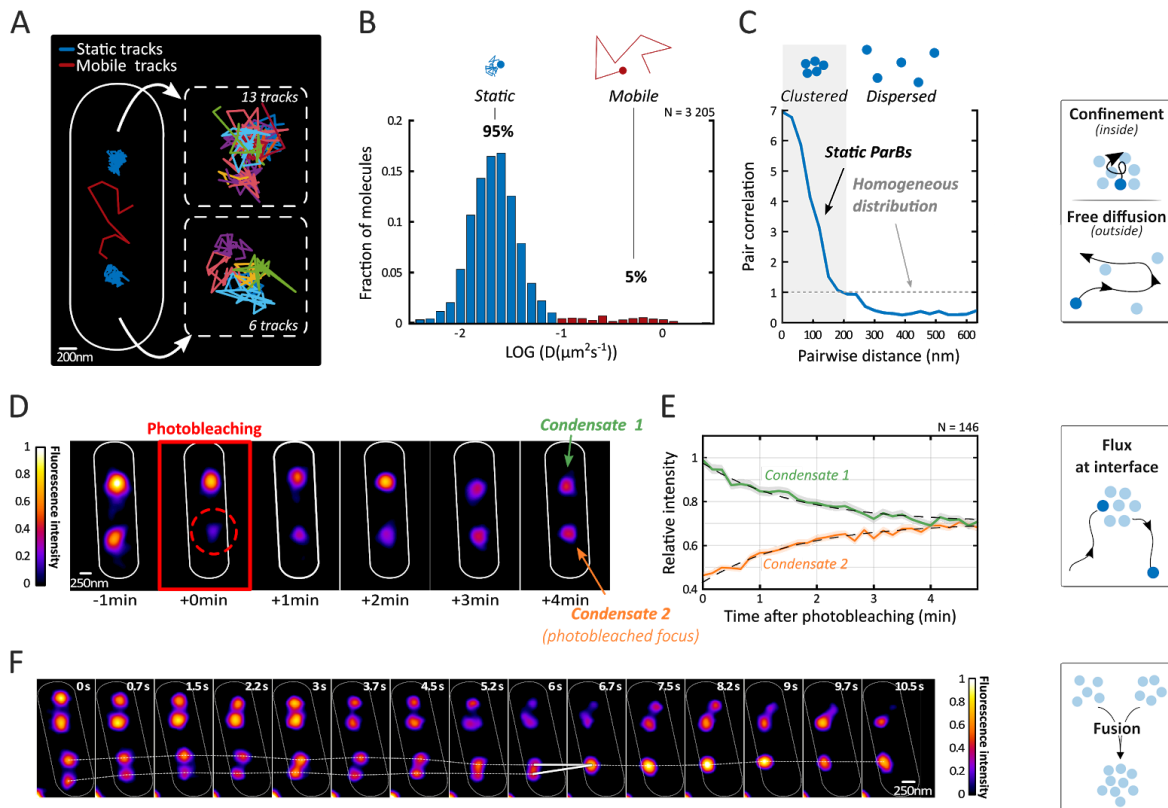 A
Static tracks
Mobile tracks
13 tracks
6 tracks
200nm
B
Static
Mobile
N = 3 205
95%
5%
Fraction of molecules
0.2
0.15
0.1
0.05
0
-2
-1
0
LOG (D(μm²s⁻¹))
C
Clustered
Dispersed
Static ParBs
Homogeneous
distribution
Pair correlation
7
6
5
4
3
2
1
0
0
100
200
300
400
500
600
Pairwise distance (nm)
Confinement
(inside)
Free diffusion
(outside)
D
Photobleaching
Condensate 1
Fluorescence intensity
1
0.8
0.6
0.4
0.2
0
250nm
-1min
+0min
+1min
+2min
+3min
+4min
Condensate 2
(photobleached focus)
E
N = 146
Condensate 1
Condensate 2
Relative intensity
1
0.8
0.6
0.4
0
1
2
3
4
Time after photobleaching (min)
Flux
at interface
F
0 s
0.7 s
1.5 s
2.2 s
3 s
3.7 s
4.5 s
5.2 s
6 s
6.7 s
7.5 s
8.2 s
9 s
9.7 s
10.5 s
250nm
1
0.8
0.6
0.4
0.2
0
Fluorescence intensity
Fusion